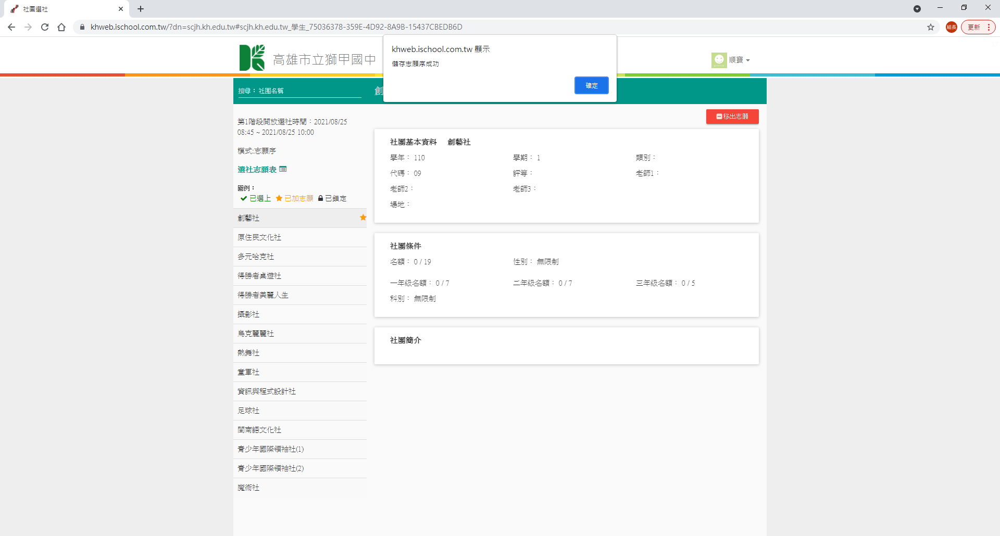 社團選社
khweb.ischool.com.tw/?dn=scjh.kh.edu.tw#scjh.kh.edu.tw_學生_75036378-359E-4D92-8A9B-15437CBEDB6D
組長
更新
高雄市立獅甲國中
khweb.ischool.com.tw 顯示
儲存志願序成功
確定
順寶
搜尋： 社團名稱
創
移出志願
第1階段開放選社時間：2021/08/25
08:45 ~ 2021/08/25 10:00
模式:志願序
選社志願表
圖例：
已選上 已加志願 已鎖定
創藝社
原住民文化社
多元哈克社
得勝者桌遊社
得勝者美麗人生
攝影社
烏克麗麗社
熱舞社
童軍社
資訊與程式設計社
足球社
閩南語文化社
青少年國際領袖社(1)
青少年國際領袖社(2)
魔術社
社團基本資料 創藝社
學年： 110 學期： 1 類別：
代碼： 09 評等： 老師1：
老師2： 老師3：
場地：
社團條件
名額： 0 / 19 性別： 無限制
一年級名額： 0 / 7 二年級名額： 0 / 7 三年級名額： 0 / 5
科別： 無限制
社團簡介